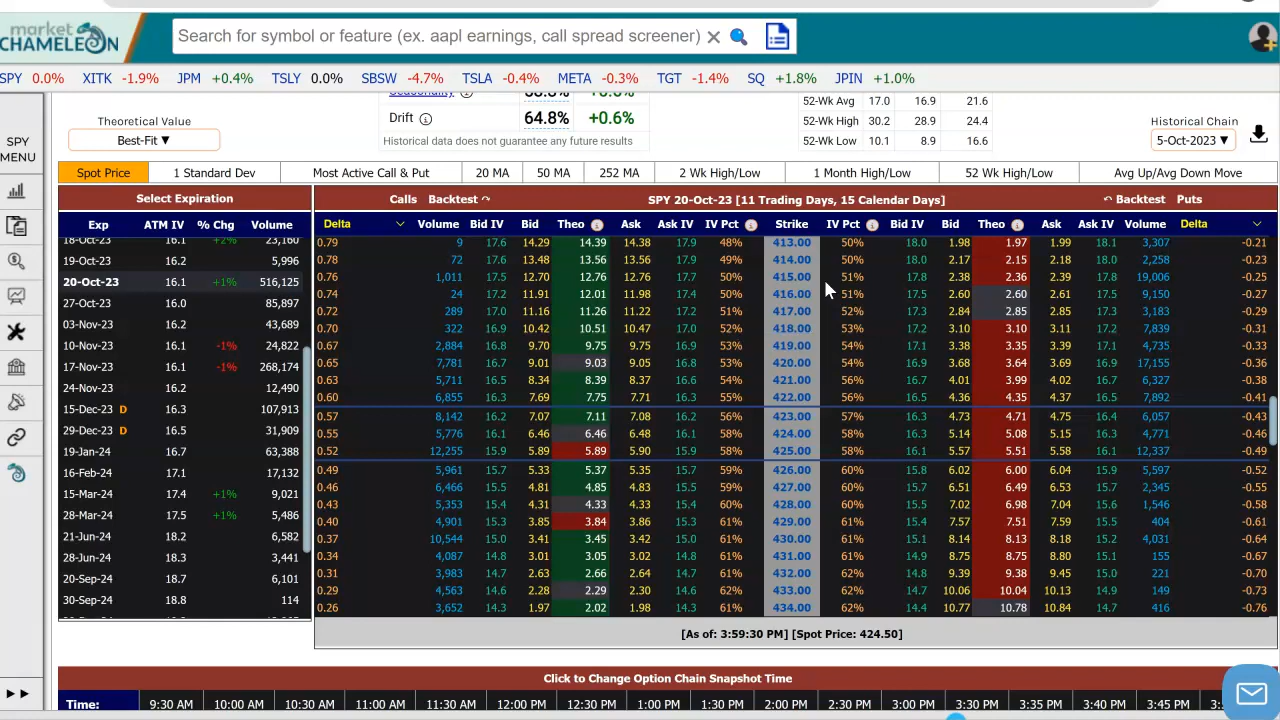 market
CHAMELEON
Search for symbol or feature (ex. aapl earnings, call spread screener)
SPY 0.0% XITK -1.9% JPM +0.4% TSLY 0.0% SBSW -4.7% TSLA -0.4% META -0.3% TGT -1.4% SQ +1.8% JPIN +1.0%
SPY
MENU
Theoretical Value
Best-Fit ▼
Seasonality
Drift 64.8% +0.6%
Historical data does not guarantee any future results
52-Wk Avg 17.0 16.9 21.6
52-Wk High 30.2 28.9 24.4
52-Wk Low 10.1 8.9 16.6
Historical Chain
5-Oct-2023 ▼
Spot Price 1 Standard Dev Most Active Call & Put 20 MA 50 MA 252 MA 2 Wk High/Low 1 Month High/Low 52 Wk High/Low Avg Up/Avg Down Move
Select Expiration
Exp ATM IV % Chg Volume
18-Oct-23 16.1 +2% 23,160
19-Oct-23 16.2 5,996
20-Oct-23 16.1 +1% 516,125
27-Oct-23 16.0 85,897
03-Nov-23 16.2 43,689
10-Nov-23 16.1 -1% 24,822
17-Nov-23 16.1 -1% 268,174
24-Nov-23 16.2 12,490
15-Dec-23 D 16.3 107,913
29-Dec-23 D 16.5 31,909
19-Jan-24 16.7 63,388
16-Feb-24 17.1 17,132
15-Mar-24 17.4 +1% 9,021
28-Mar-24 17.5 +1% 5,486
21-Jun-24 18.2 6,582
28-Jun-24 18.3 3,441
20-Sep-24 18.7 6,101
30-Sep-24 18.8 114
Calls Backtest SPY 20-Oct-23 [11 Trading Days, 15 Calendar Days] Backtest Puts
Delta Volume Bid IV Bid Theo Ask Ask IV IV Pct Strike IV Pct Bid IV Bid Theo Ask Ask IV Volume Delta
0.79 9 17.6 14.29 14.39 14.38 17.9 48% 413.00 50% 18.0 1.98 1.97 1.99 18.1 3,307 -0.21
0.78 72 17.6 13.48 13.56 13.56 17.9 49% 414.00 50% 18.0 2.17 2.15 2.18 18.0 2,258 -0.23
0.76 1,011 17.5 12.70 12.76 12.76 17.7 50% 415.00 51% 17.8 2.38 2.36 2.39 17.8 19,006 -0.25
0.74 24 17.2 11.91 12.01 11.98 17.4 50% 416.00 51% 17.5 2.60 2.60 2.61 17.5 9,150 -0.27
0.72 289 17.0 11.16 11.26 11.22 17.2 51% 417.00 52% 17.3 2.84 2.85 2.85 17.3 3,183 -0.29
0.70 322 16.9 10.42 10.51 10.47 17.0 52% 418.00 53% 17.2 3.10 3.10 3.11 17.2 7,839 -0.31
0.67 2,884 16.8 9.70 9.75 9.75 16.9 53% 419.00 54% 17.1 3.38 3.35 3.39 17.1 4,735 -0.33
0.65 7,781 16.7 9.01 9.03 9.05 16.8 53% 420.00 54% 16.9 3.68 3.64 3.69 16.9 17,155 -0.36
0.63 5,711 16.5 8.34 8.39 8.37 16.6 54% 421.00 56% 16.7 4.01 3.99 4.02 16.7 6,327 -0.38
0.60 6,855 16.3 7.69 7.75 7.71 16.3 55% 422.00 56% 16.5 4.36 4.35 4.37 16.5 7,892 -0.41
0.57 8,142 16.2 7.07 7.11 7.08 16.2 56% 423.00 57% 16.3 4.73 4.71 4.75 16.4 6,057 -0.43
0.55 5,776 16.1 6.46 6.46 6.48 16.1 58% 424.00 58% 16.3 5.14 5.08 5.15 16.3 4,771 -0.46
0.52 12,255 15.9 5.89 5.89 5.90 15.9 58% 425.00 58% 16.1 5.57 5.51 5.58 16.1 12,337 -0.49
0.49 5,961 15.7 5.33 5.37 5.35 15.7 59% 426.00 60% 15.8 6.02 6.00 6.04 15.9 5,597 -0.52
0.46 6,466 15.5 4.81 4.85 4.83 15.5 59% 427.00 60% 15.7 6.51 6.49 6.53 15.7 2,345 -0.55
0.43 5,353 15.4 4.31 4.33 4.33 15.4 60% 428.00 60% 15.5 7.02 6.98 7.04 15.6 1,546 -0.58
0.40 4,901 15.3 3.85 3.84 3.86 15.3 61% 429.00 61% 15.4 7.57 7.51 7.59 15.5 404 -0.61
0.37 10,544 15.0 3.41 3.45 3.42 15.0 61% 430.00 61% 15.1 8.14 8.13 8.18 15.2 4,031 -0.64
0.34 4,087 14.8 3.01 3.05 3.02 14.8 61% 431.00 61% 14.9 8.75 8.75 8.80 15.1 155 -0.67
0.31 3,983 14.7 2.63 2.66 2.64 14.7 61% 432.00 62% 14.8 9.39 9.38 9.45 15.0 221 -0.70
0.29 4,563 14.6 2.28 2.29 2.30 14.6 62% 433.00 62% 14.7 10.06 10.04 10.13 14.9 149 -0.73
0.26 3,652 14.3 1.97 2.02 1.98 14.3 61% 434.00 62% 14.4 10.77 10.78 10.84 14.7 416 -0.76
[As of: 3:59:30 PM] [Spot Price: 424.50]
Click to Change Option Chain Snapshot Time
Time: 9:30 AM 10:00 AM 10:30 AM 11:00 AM 11:30 AM 12:00 PM 12:30 PM 1:00 PM 1:30 PM 2:00 PM 2:30 PM 3:00 PM 3:30 PM 3:35 PM 3:40 PM 3:45 PM